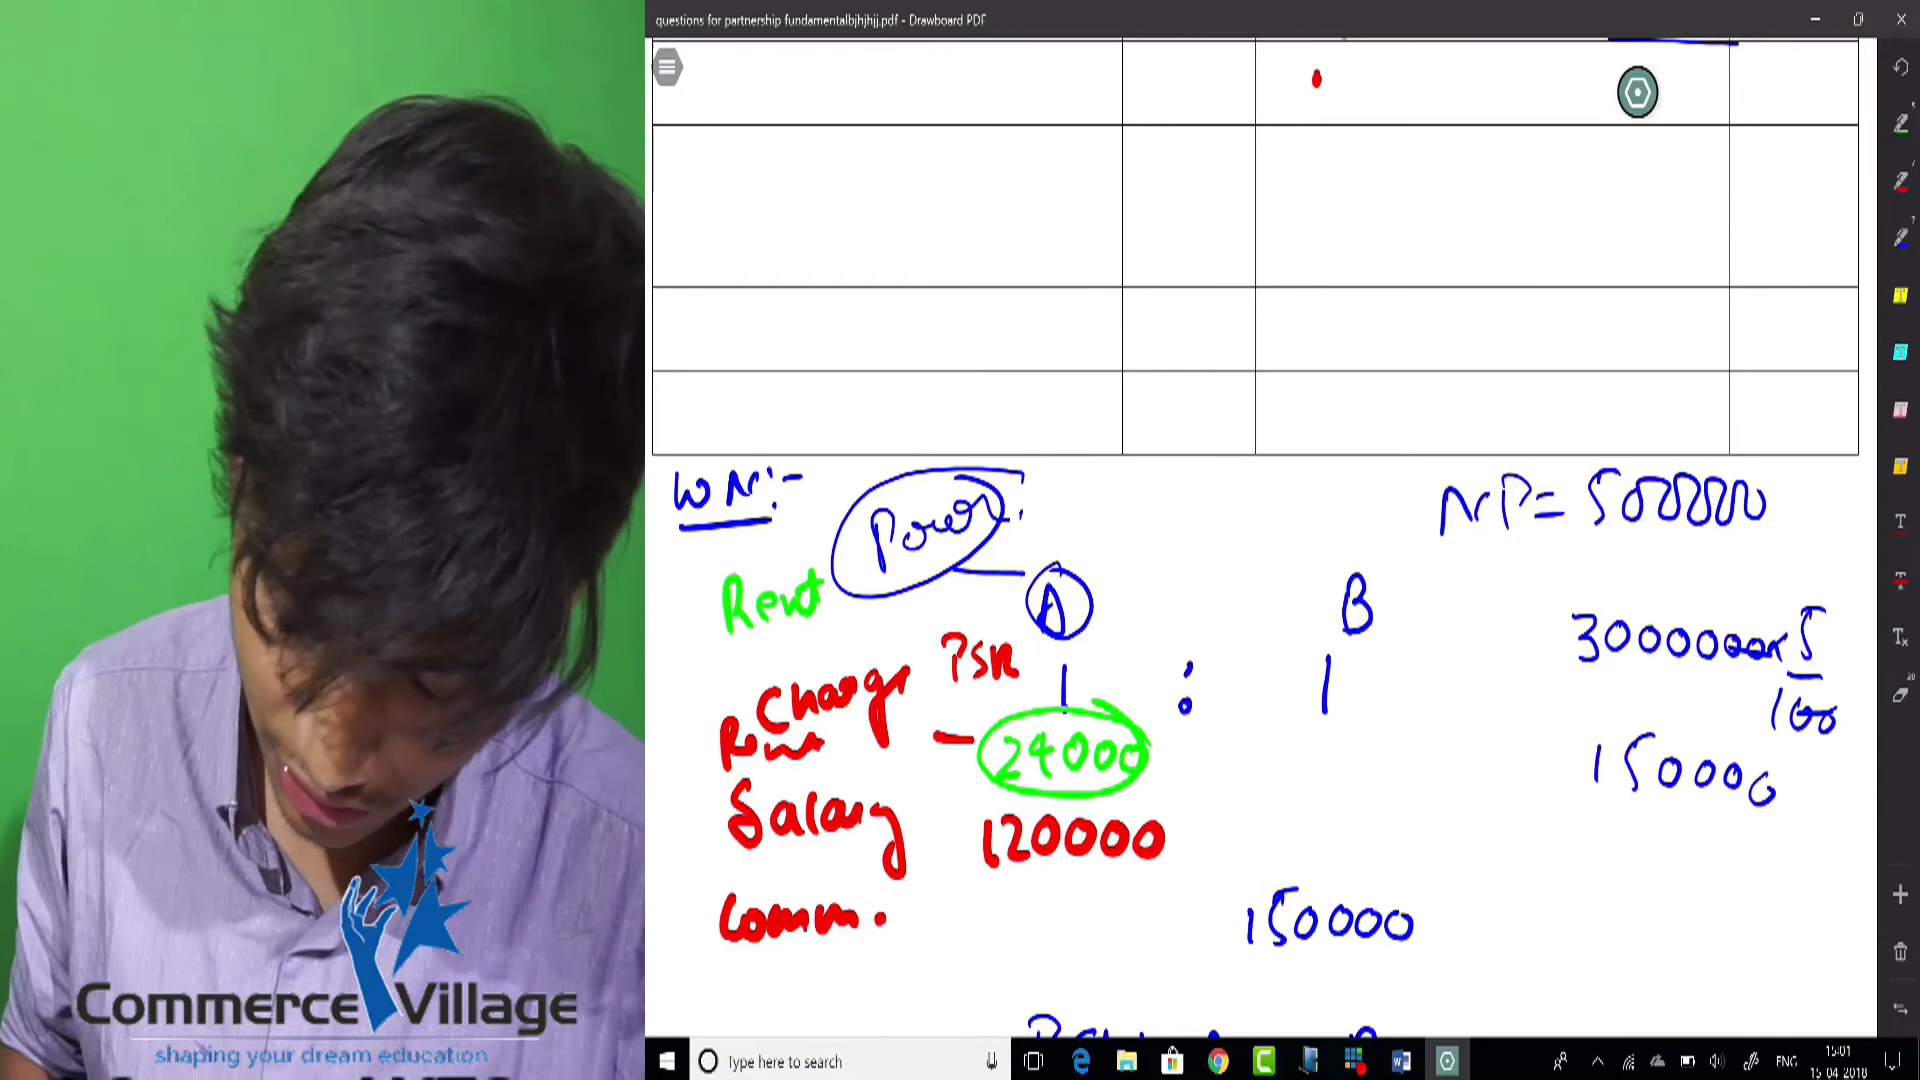 questions for partnership fundamentalbjhjhjj.pdf - Drawboard PDF
W N:-
Power
NP = 500000
Rent
A
B
PSR
1 : 1
3000000 x 5
100
Charge
Rent
- 24000
150000
Salary
120000
Comm.
150000
Commerce Village
shaping your dream education
Type here to search
ENG
15:01
15-04-2018